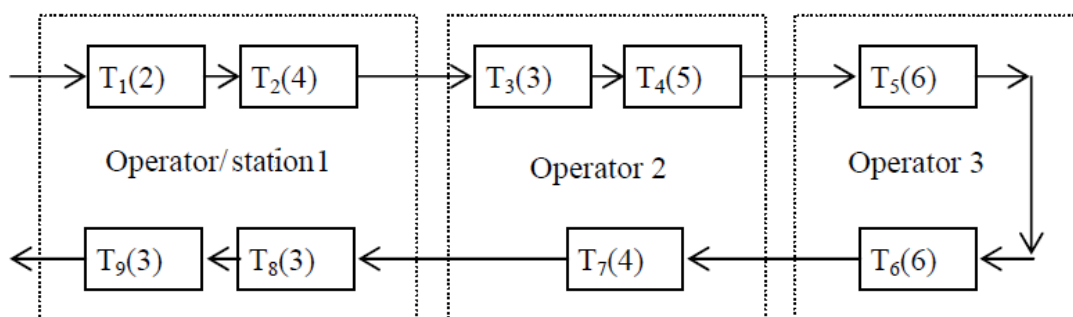 T₁(2) T₂(4) T₃(3) T₄(5) T₅(6)
Operator/ station1 Operator 2 Operator 3
T₉(3) T₈(3) T₇(4) T₆(6)